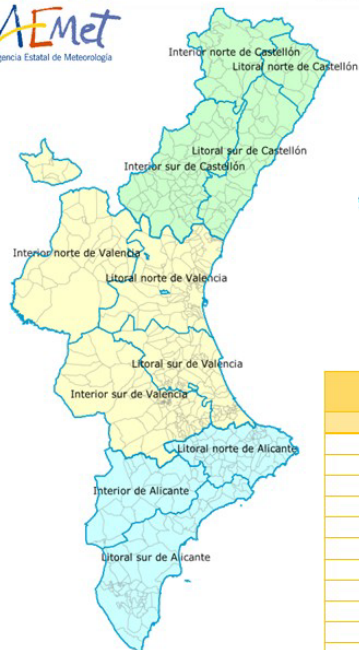 AEMet
Agencia Estatal de Meteorología
Interior norte de Castellón
Litoral norte de Castellón
Litoral sur de Castellón
Interior sur de Castellón
Interior norte de Valencia
Litoral norte de Valencia
Litoral sur de Valencia
Interior sur de Valencia
Litoral norte de Alicante
Interior de Alicante
Litoral sur de Alicante